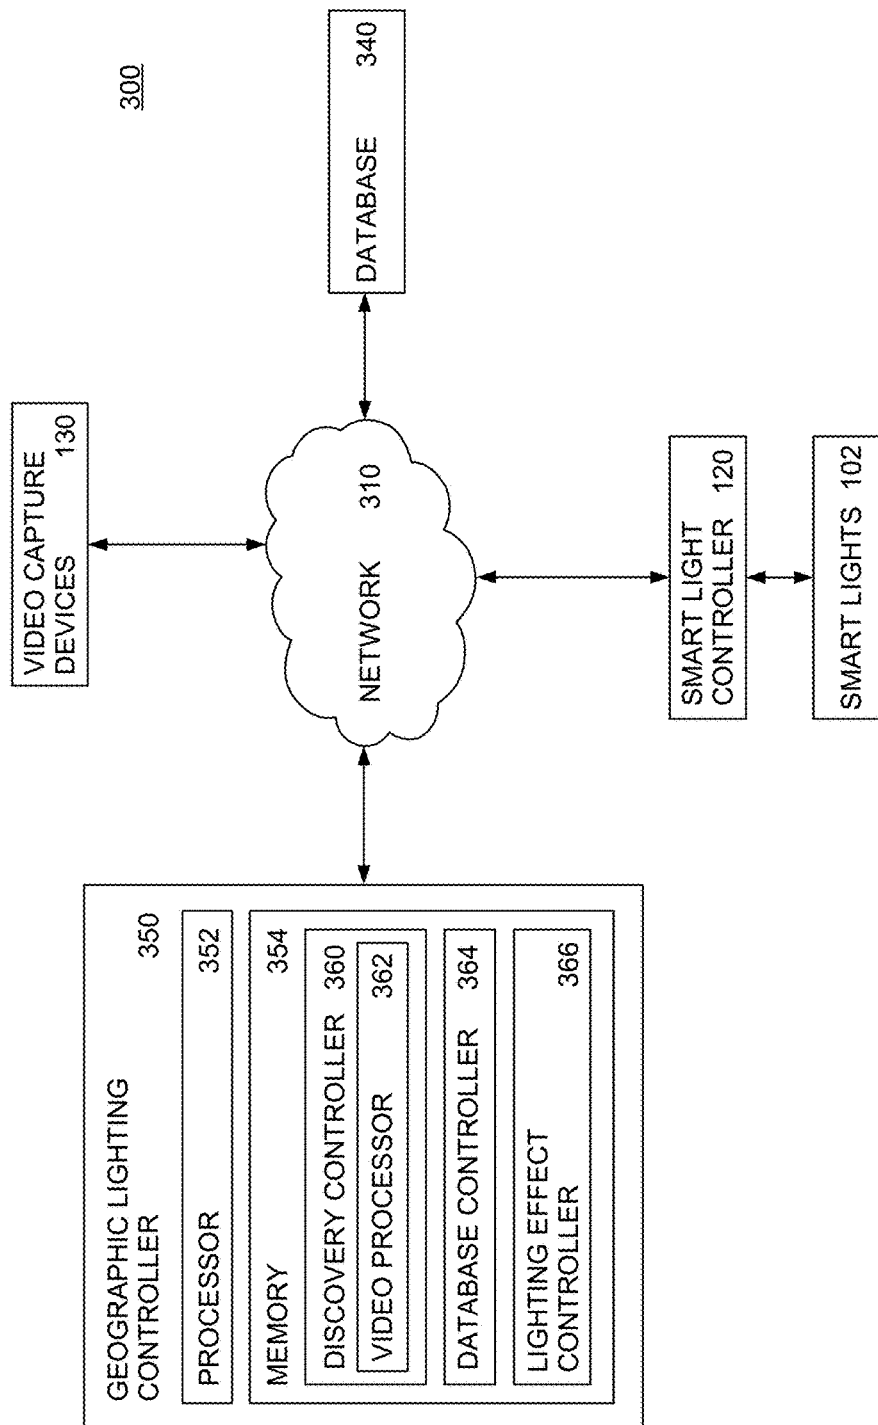 300
VIDEO CAPTURE
DEVICES 130
GEOGRAPHIC LIGHTING
CONTROLLER 350
PROCESSOR 352
MEMORY 354
DISCOVERY CONTROLLER 360
VIDEO PROCESSOR 362
DATABASE CONTROLLER 364
LIGHTING EFFECT
CONTROLLER 366
NETWORK 310
DATABASE 340
SMART LIGHT
CONTROLLER 120
SMART LIGHTS 102